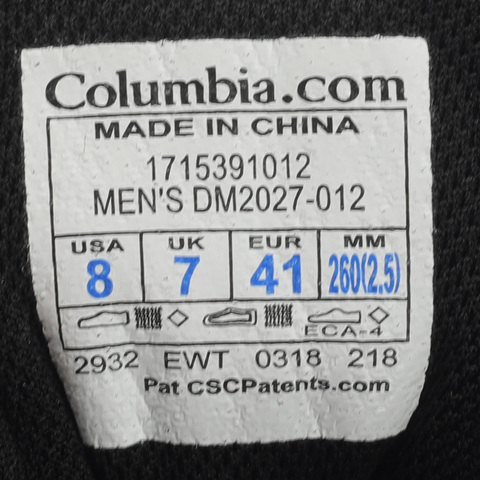 Columbia.com
MADE IN CHINA
1715391012
MEN'S DM2027-012
USA UK EUR MM
8 7 41 260(2.5)
ECA-4
2932 EWT 0318 218
Pat CSCPatents.com